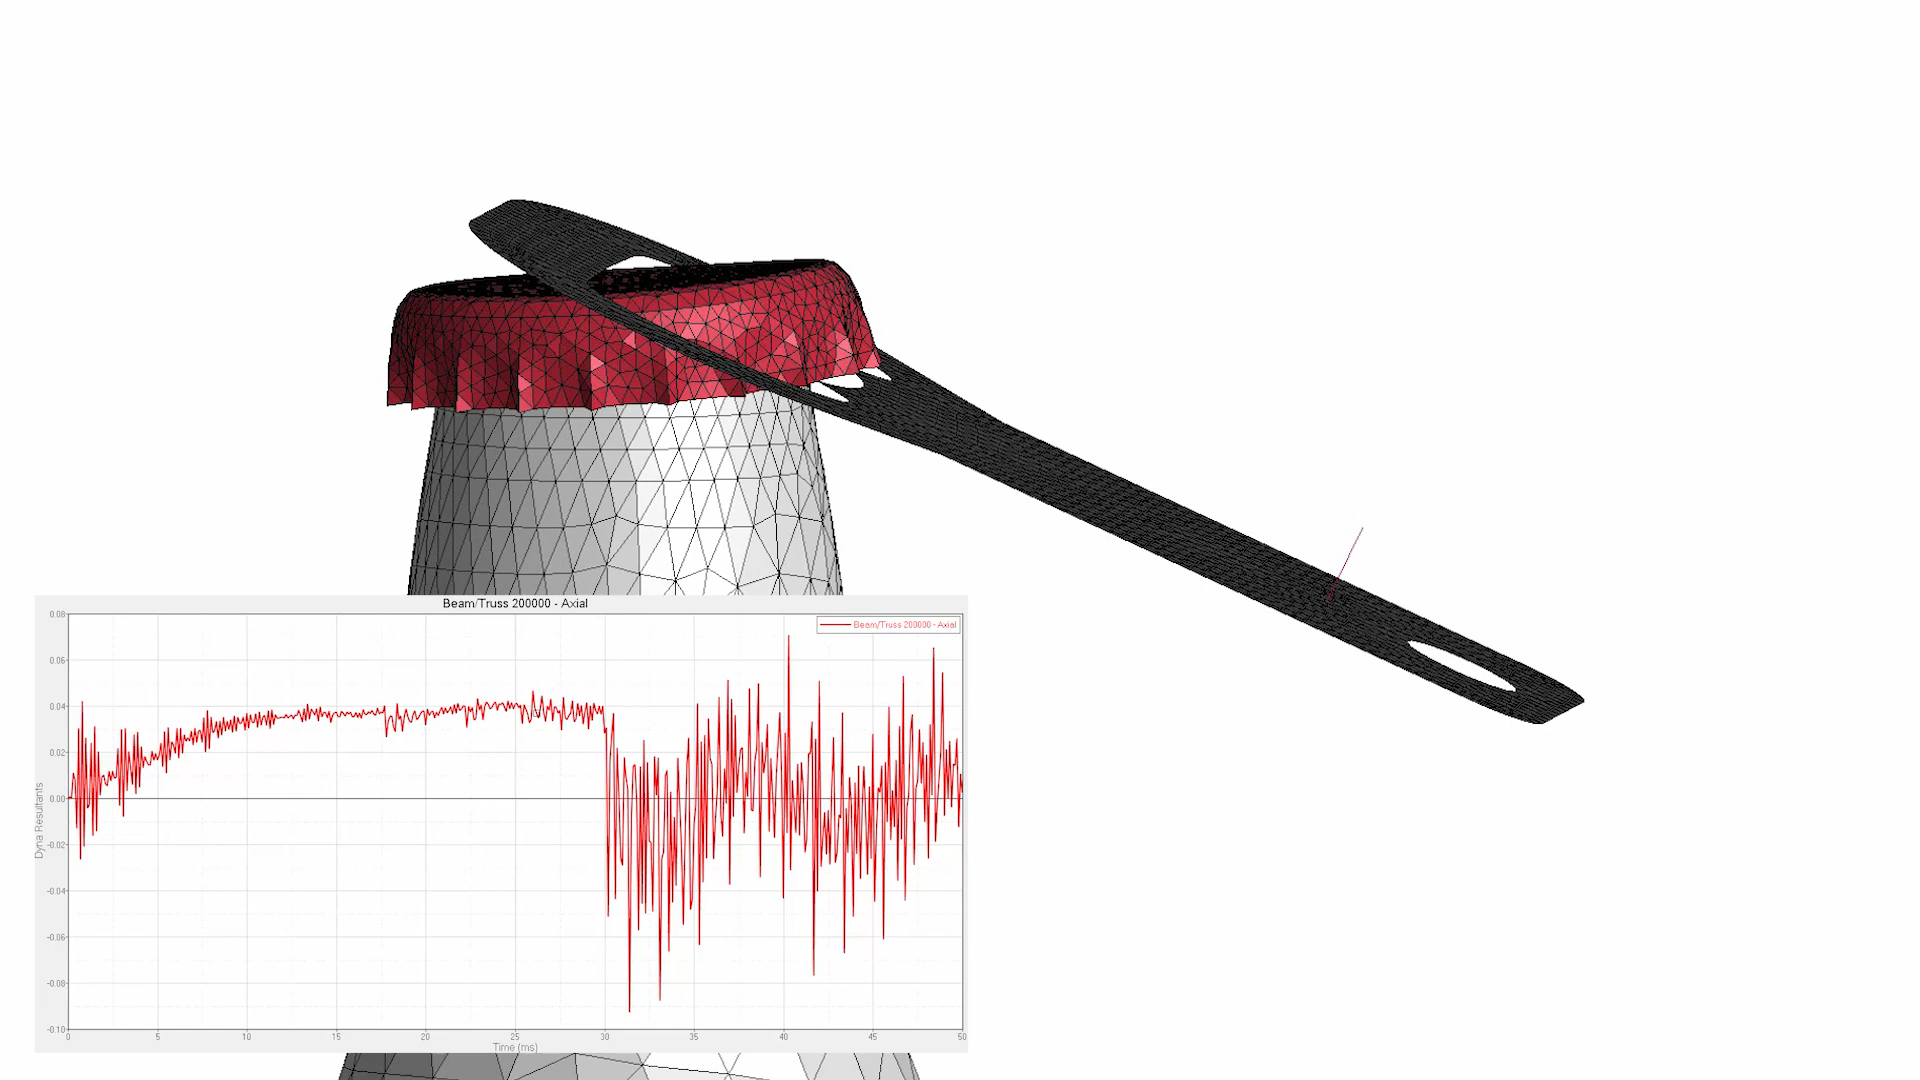 Beam/Truss 200000 - Axial
Beam/Truss 200000 - Axial
Dyna Resultants
0.08
0.06
0.04
0.02
0.00
-0.02
-0.04
-0.06
-0.08
-0.10
0 5 10 15 20 25 30 35 40 45 50
Time (ms)